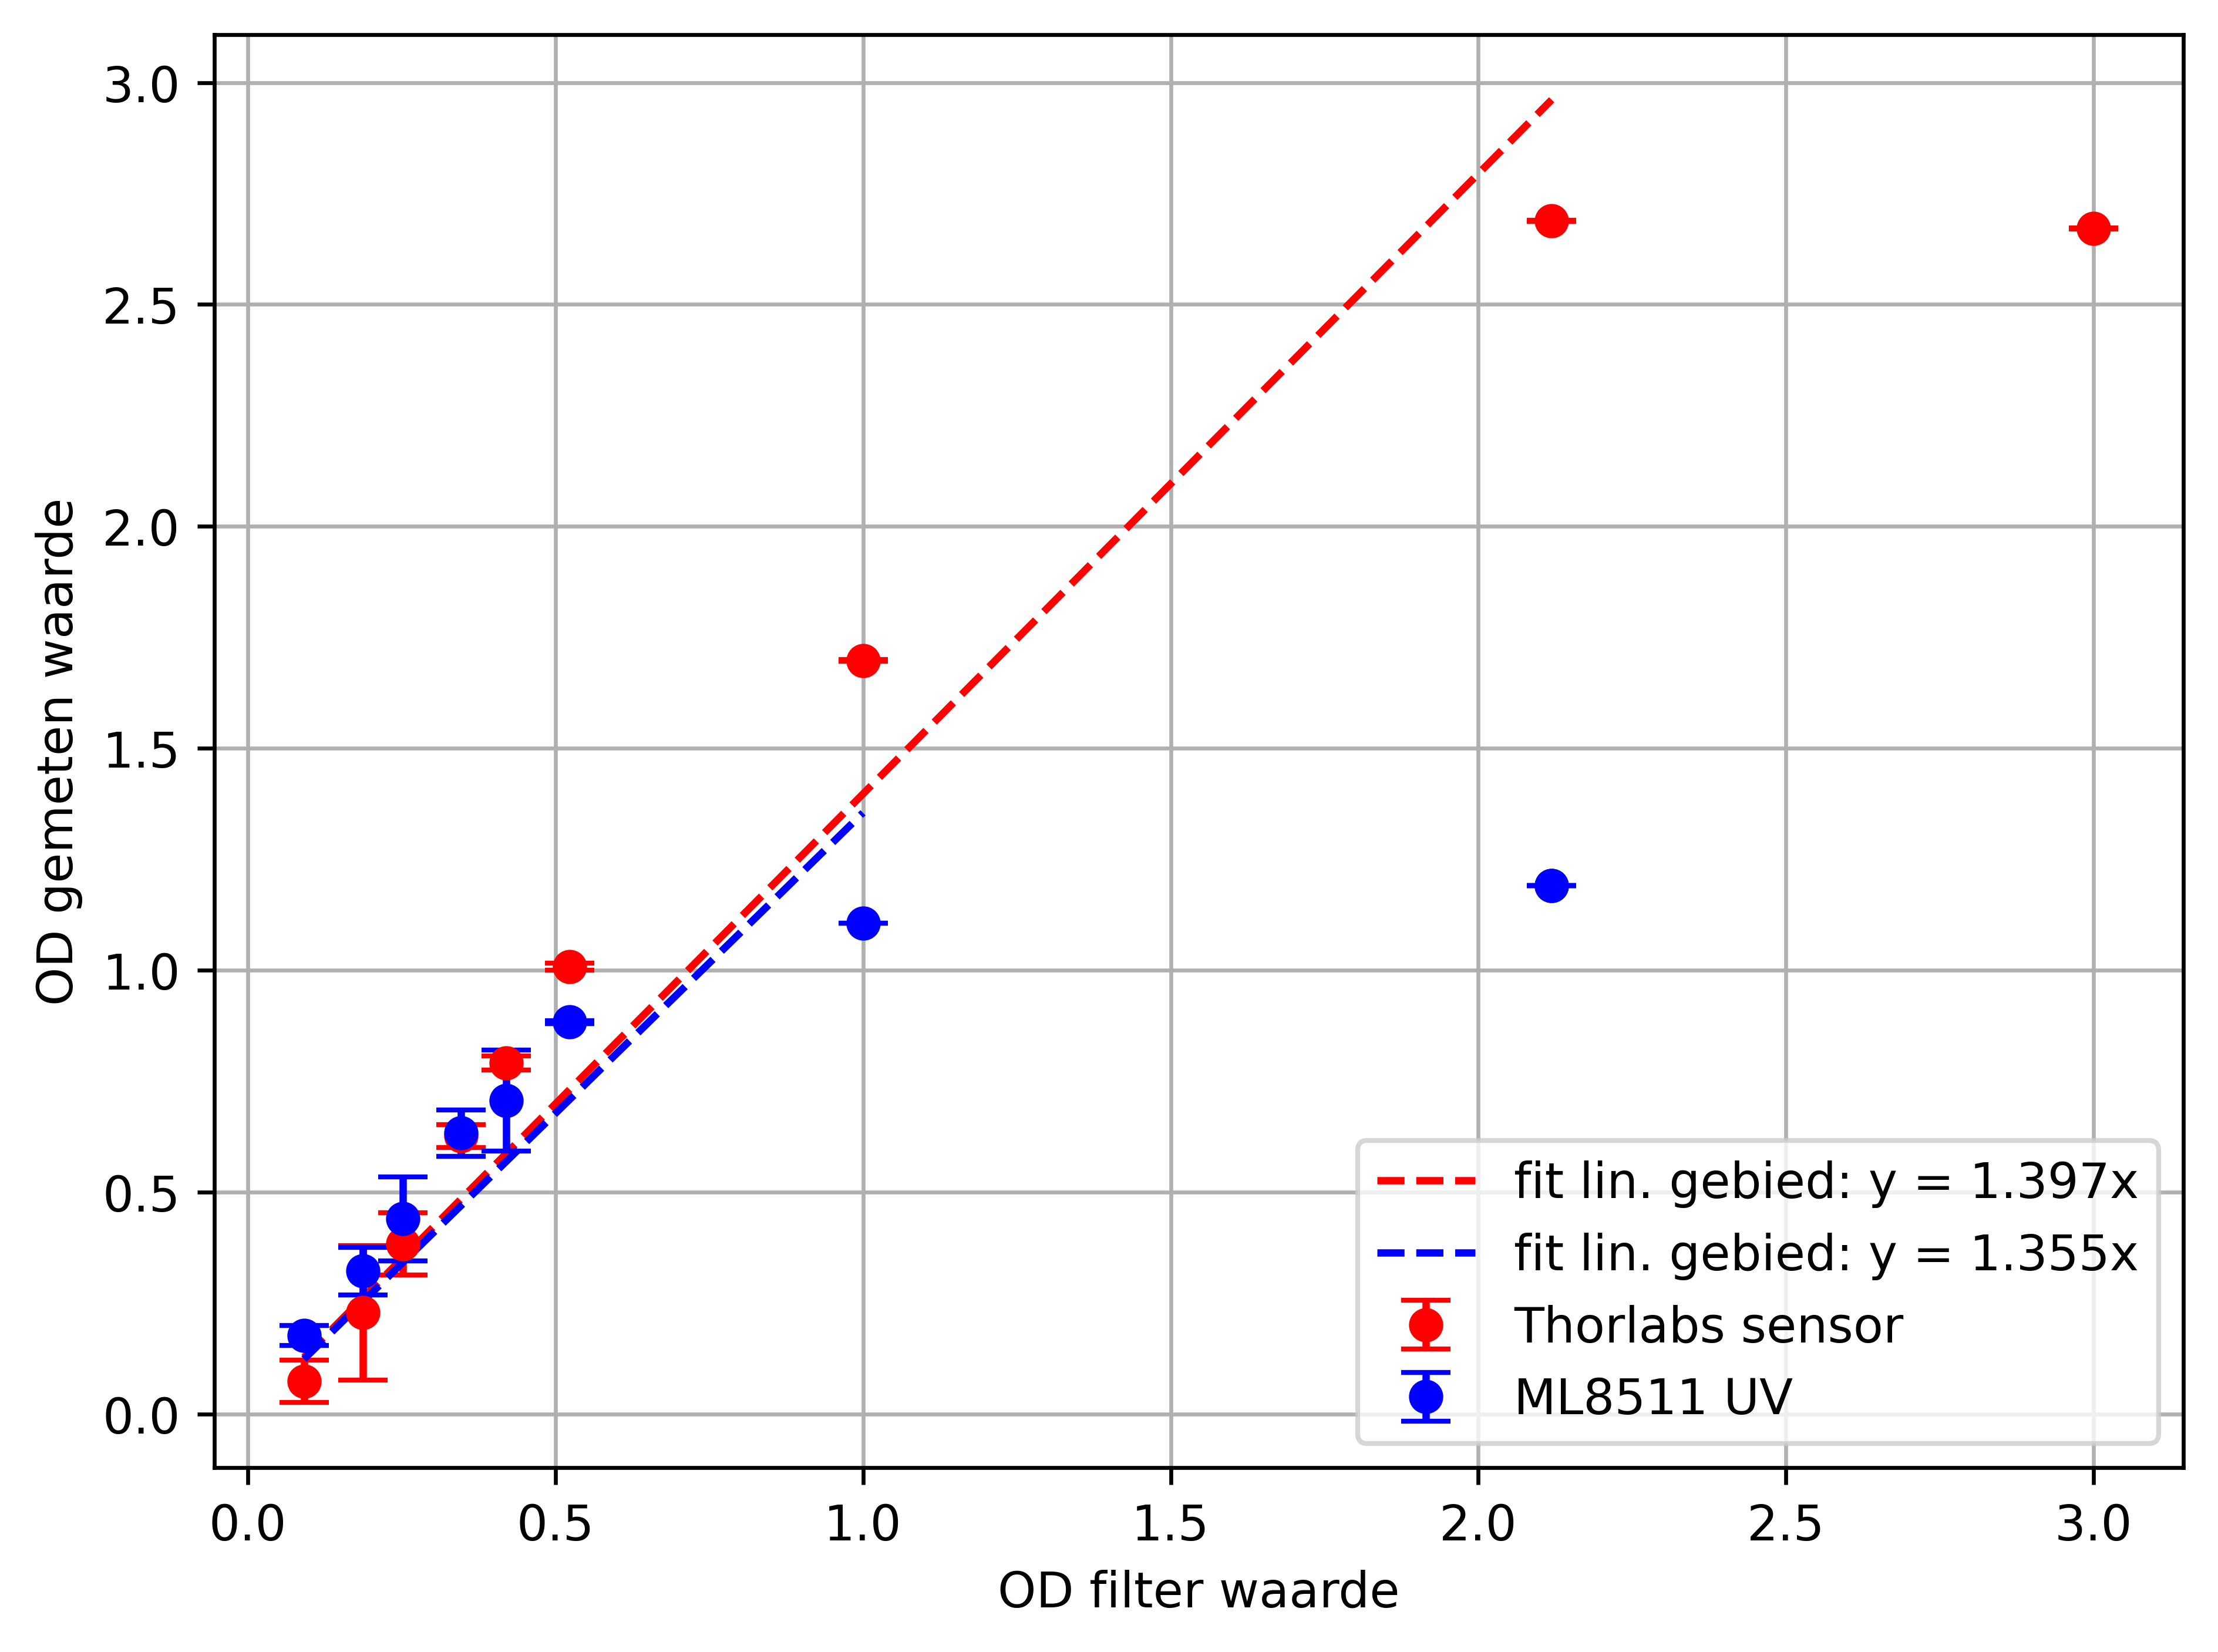 3.0
2.5
2.0
1.5
1.0
0.5
0.0
OD gemeten waarde
0.0 0.5 1.0 1.5 2.0 2.5 3.0
OD filter waarde
fit lin. gebied: y = 1.397x
fit lin. gebied: y = 1.355x
Thorlabs sensor
ML8511 UV